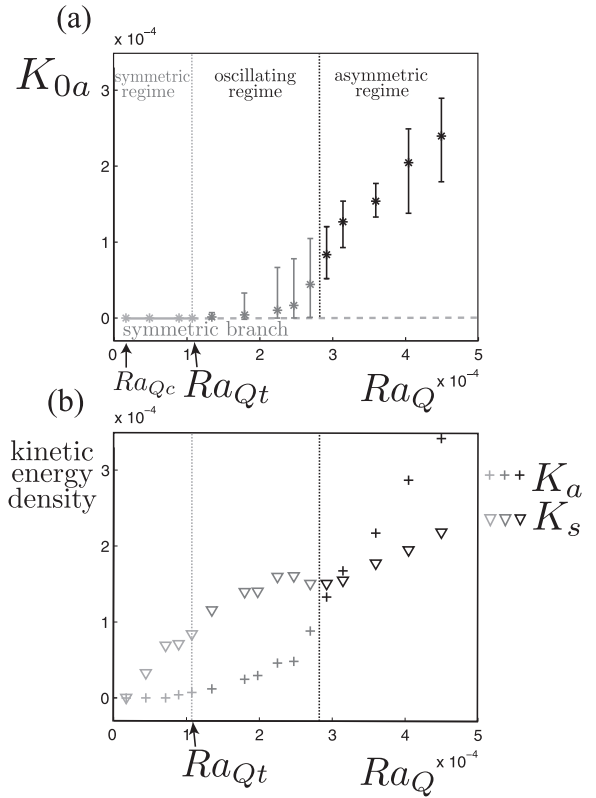 (a)
x 10⁻⁴
K₀ₐ
symmetric regime
oscillating regime
asymmetric regime
3
2
1
0
symmetric branch
0 1 2 3 4 5
x 10⁻⁴
Ra_Qc Ra_Qt Ra_Q
(b)
x 10⁻⁴
kinetic
energy
density
3
2
1
0
K_a
K_s
0 1 2 3 4 5
x 10⁻⁴
Ra_Qt Ra_Q